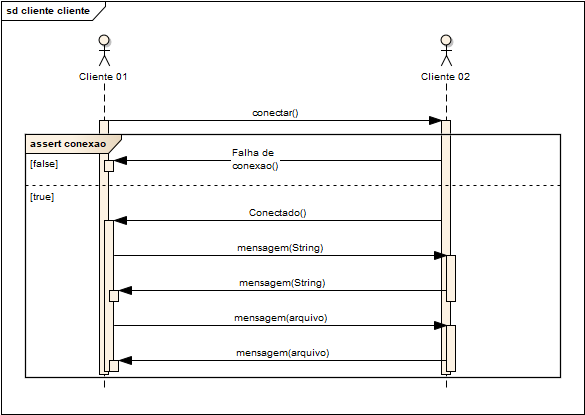 sd cliente cliente
Cliente 01
Cliente 02
conectar()
assert conexao
[false]
Falha de
conexao()
[true]
Conectado()
mensagem(String)
mensagem(String)
mensagem(arquivo)
mensagem(arquivo)